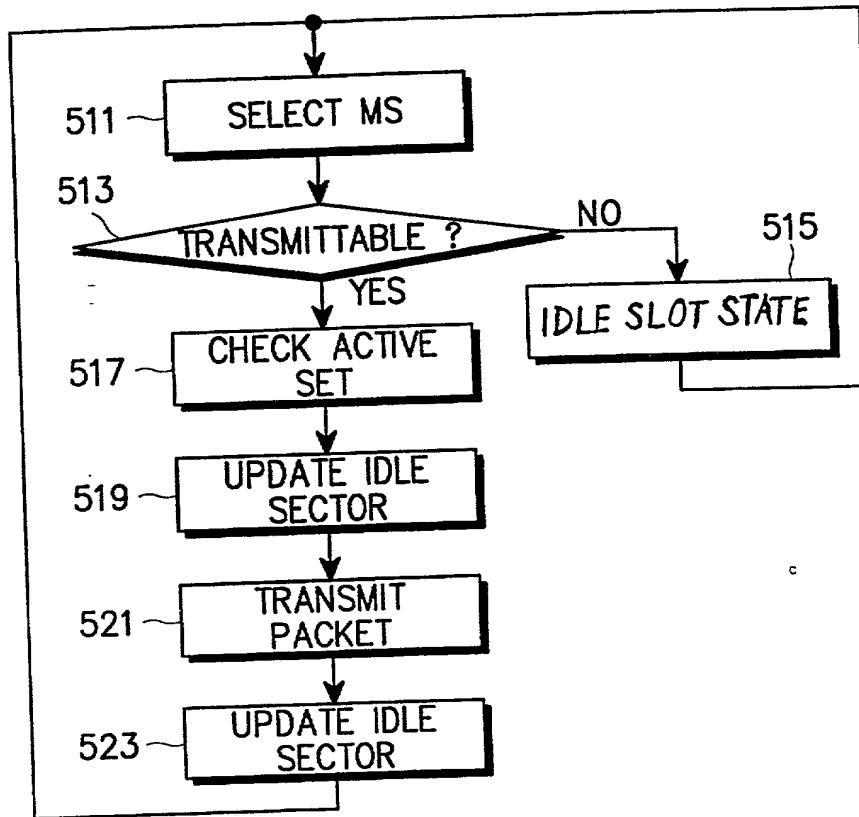 511
SELECT MS
513
TRANSMITTABLE ?
NO
YES
515
IDLE SLOT STATE
517
CHECK ACTIVE
SET
519
UPDATE IDLE
SECTOR
521
TRANSMIT
PACKET
523
UPDATE IDLE
SECTOR
c